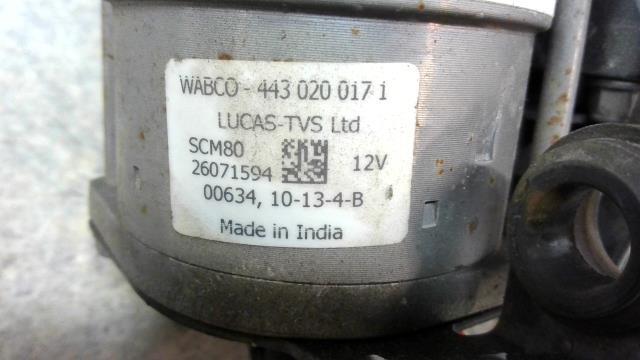 WABCO - 443 020 017 1
LUCAS-TVS Ltd
SCM80
12V
26071594
00634, 10-13-4-B
Made in India